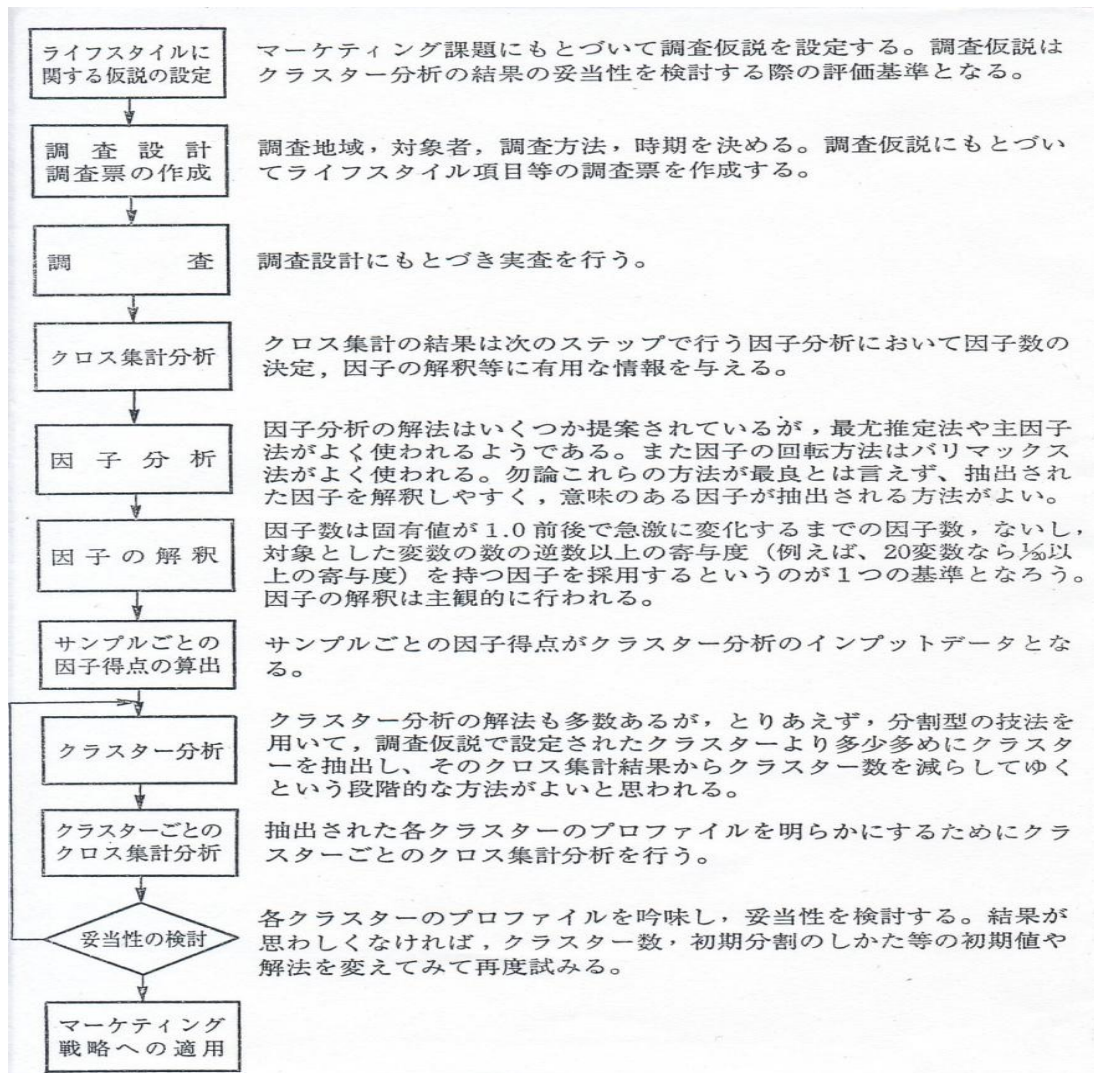 ライフスタイルに
関する仮説の設定
マーケティング課題にもとづいて調査仮説を設定する。調査仮説は
クラスター分析の結果の妥当性を検討する際の評価基準となる。
調査設計
調査票の作成
調査地域，対象者，調査方法，時期を決める。調査仮説にもとづい
てライフスタイル項目等の調査票を作成する。
調査
調査設計にもとづき実査を行う。
クロス集計分析
クロス集計の結果は次のステップで行う因子分析において因子数の
決定，因子の解釈等に有用な情報を与える。
因子分析
因子分析の解法はいくつか提案されているが，最尤推定法や主因子
法がよく使われるようである。また因子の回転方法はバリマックス
法がよく使われる。勿論これらの方法が最良とは言えず、抽出され
た因子を解釈しやすく，意味のある因子が抽出される方法がよい。
因子の解釈
因子数は固有値が1.0前後で急激に変化するまでの因子数，ないし，
対象とした変数の数の逆数以上の寄与度（例えば、20変数なら1/20以
上の寄与度）を持つ因子を採用するというのが1つの基準となろう。
因子の解釈は主観的に行われる。
サンプルごとの
因子得点の算出
サンプルごとの因子得点がクラスター分析のインプットデータとな
る。
クラスター分析
クラスター分析の解法も多数あるが，とりあえず，分割型の技法を
用いて，調査仮説で設定されたクラスターより多少多めにクラスタ
ーを抽出し、そのクロス集計結果からクラスター数を減らしてゆく
という段階的な方法がよいと思われる。
クラスターごとの
クロス集計分析
抽出された各クラスターのプロファイルを明らかにするためにクラ
スターごとのクロス集計分析を行う。
妥当性の検討
各クラスターのプロファイルを吟味し，妥当性を検討する。結果が
思わしくなければ，クラスター数，初期分割のしかた等の初期値や
解法を変えてみて再度試みる。
マーケティング
戦略への適用